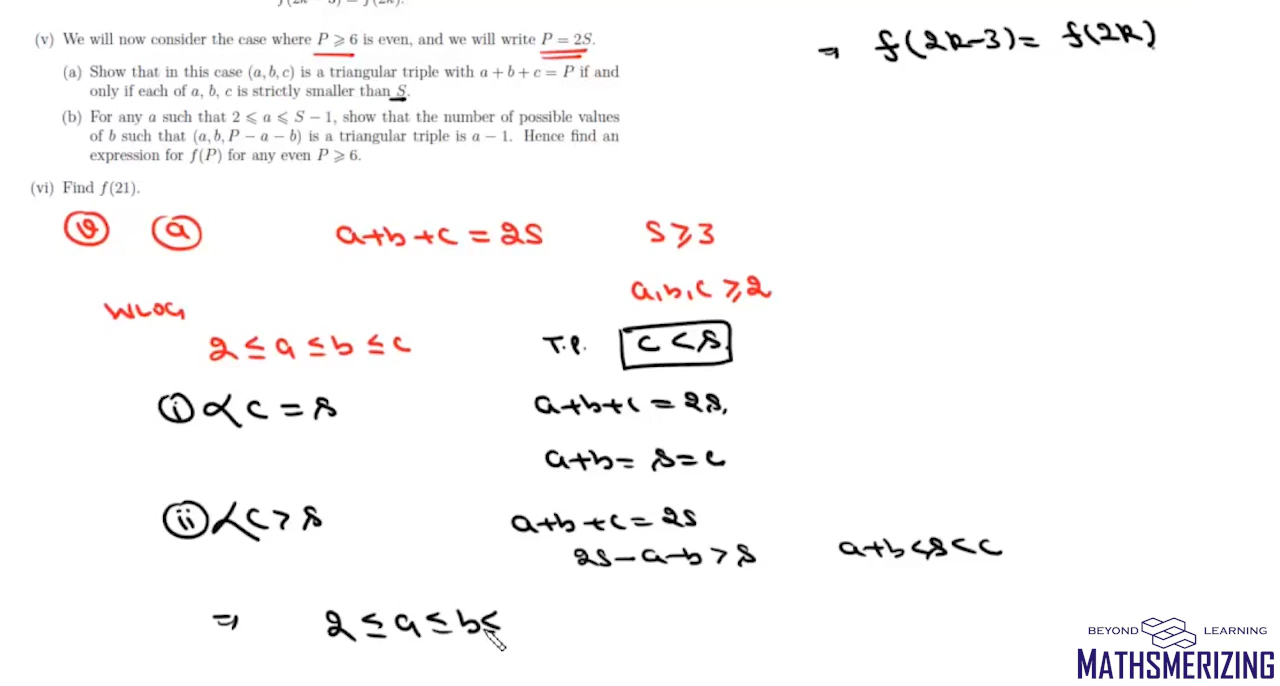 f(2k − 3) = f(2k).
(v) We will now consider the case where P ⩾ 6 is even, and we will write P = 2S.
(a) Show that in this case (a, b, c) is a triangular triple with a + b + c = P if and
only if each of a, b, c is strictly smaller than S.
(b) For any a such that 2 ⩽ a ⩽ S − 1, show that the number of possible values
of b such that (a, b, P − a − b) is a triangular triple is a − 1. Hence find an
expression for f(P) for any even P ⩾ 6.
(vi) Find f(21).
⇒ f(2k-3) = f(2k)
(v) (a) a+b+c = 2S S ⩾ 3
a, b, c ⩾ 2
WLOG
2 ≤ a ≤ b ≤ c T.P. c < S
(i) c = S a+b+c = 2S,
a+b = S = c
(ii) c > S a+b+c = 2S
2S-a-b > S a+b < S < c
⇒ 2 ≤ a ≤ b ≤
BEYOND LEARNING
MATHSMERIZING